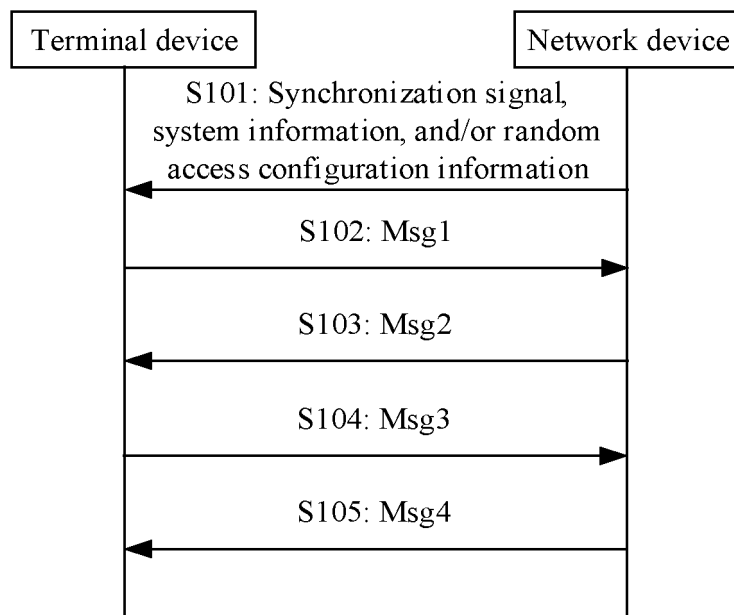 Terminal device
Network device
S101: Synchronization signal,
system information, and/or random
access configuration information
S102: Msg1
S103: Msg2
S104: Msg3
S105: Msg4